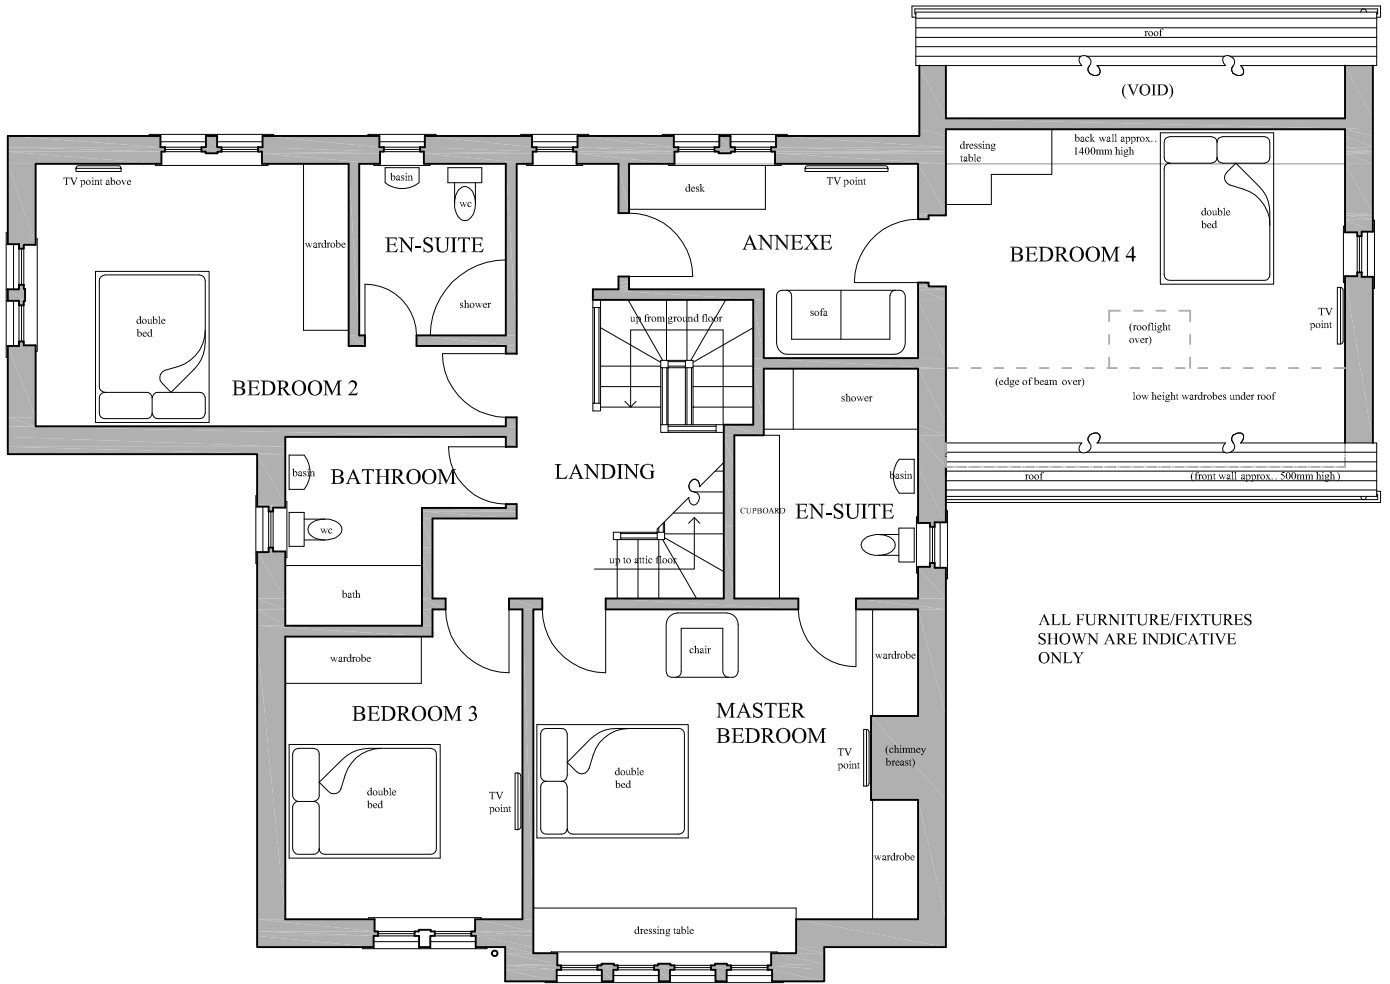 roof
(VOID)
dressing
table
back wall approx..
1400mm high
double
bed
BEDROOM 4
TV
point
(rooflight
over)
(edge of beam over)
low height wardrobes under roof
roof
(front wall approx.. 500mm high)
TV point above
wardrobe
double
bed
BEDROOM 2
basin
wc
EN-SUITE
shower
desk
TV point
ANNEXE
sofa
up from ground floor
LANDING
up to attic floor
basin
BATHROOM
wc
bath
shower
basin
CUPBOARD
EN-SUITE
ALL FURNITURE/FIXTURES
SHOWN ARE INDICATIVE
ONLY
wardrobe
BEDROOM 3
double
bed
TV
point
chair
wardrobe
MASTER
BEDROOM
TV
point
(chimney
breast)
double
bed
wardrobe
dressing table